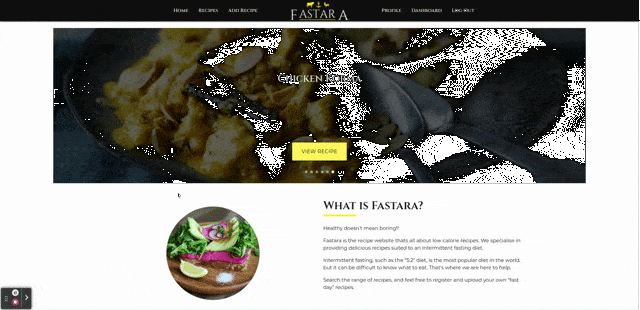 Home Recipes Add Recipe FASTARA Profile Dashboard Log Out
VIEW RECIPE
What is Fastara?
Healthy doesn't mean boring!
Fastara is the recipe website thats all about low calorie recipes. We specialise in
providing delicious recipes suited to an intermittent fasting diet.
Intermittent fasting, such as the "5:2" diet, is the most popular diet in the world,
but it can be difficult to know what to eat. That's where we are here to help.
Search the range of recipes, and feel free to register and upload your own "fast
day" recipes.